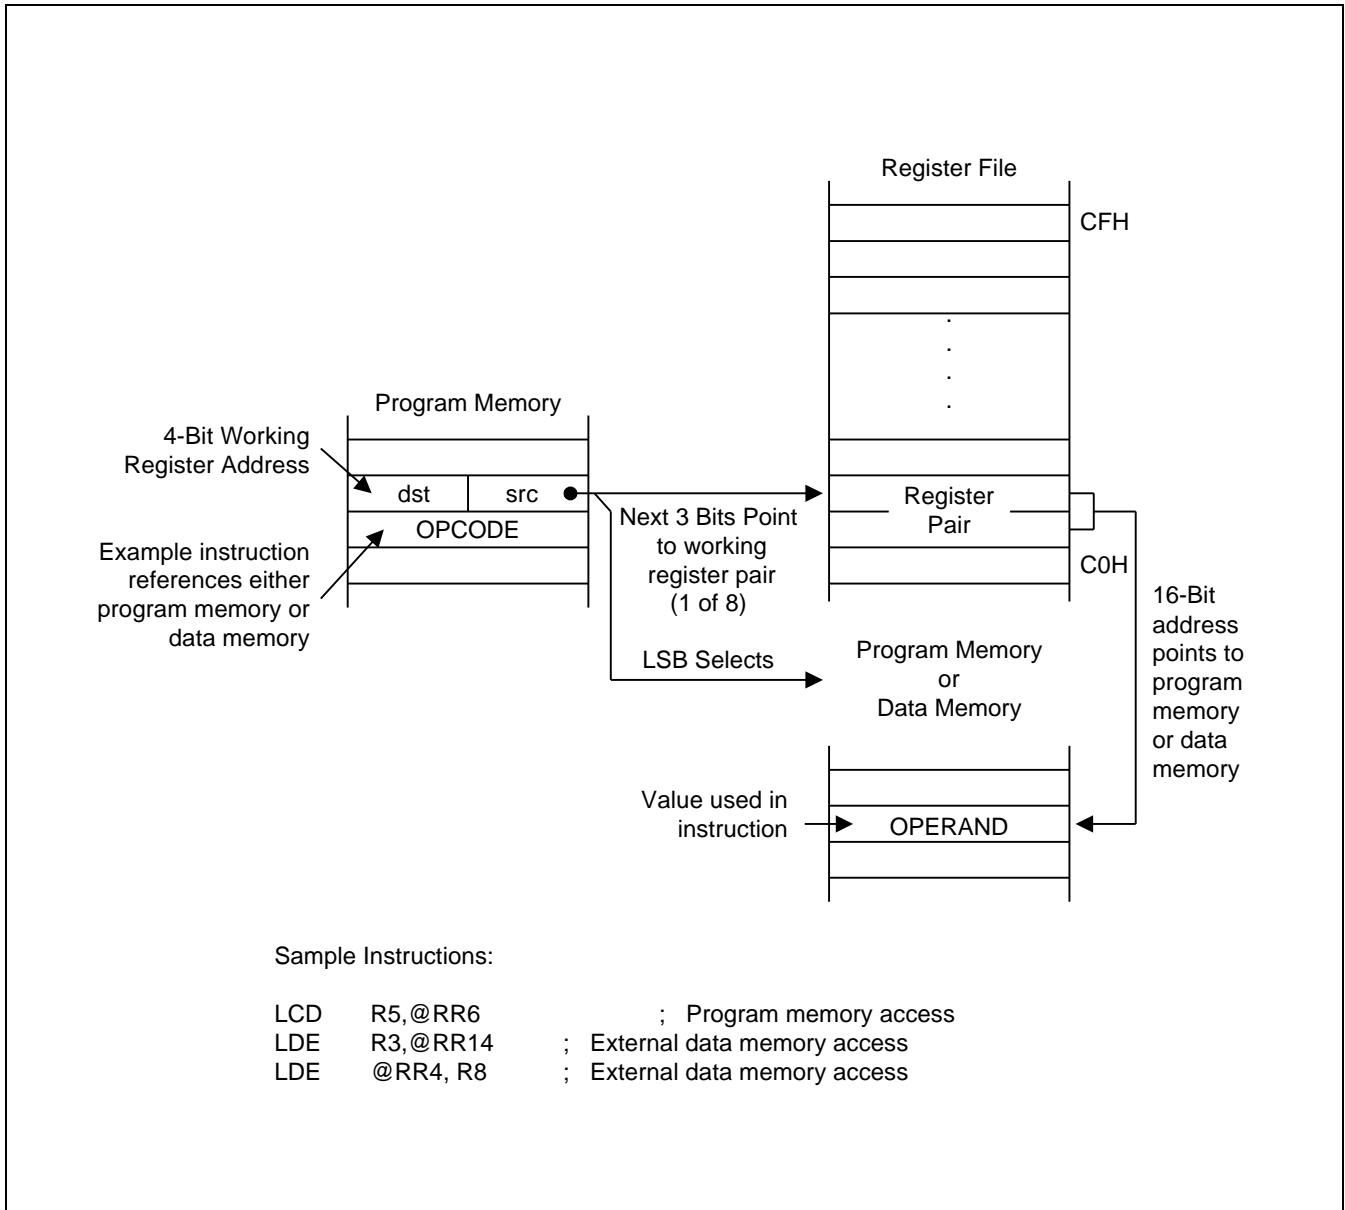 Register File
CFH
.
.
.
.
Program Memory
4-Bit Working
Register Address
dst src
OPCODE
Example instruction
references either
program memory or
data memory
Next 3 Bits Point
to working
register pair
(1 of 8)
Register
Pair
C0H
LSB Selects
Program Memory
or
Data Memory
16-Bit
address
points to
program
memory
or data
memory
Value used in
instruction
OPERAND
Sample Instructions:
LCD R5,@RR6 ; Program memory access
LDE R3,@RR14 ; External data memory access
LDE @RR4, R8 ; External data memory access